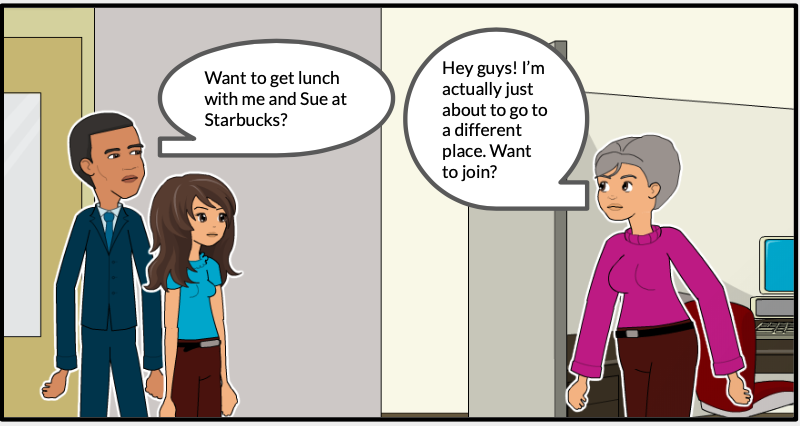 Want to get lunch
with me and Sue at
Starbucks?
Hey guys! I’m
actually just
about to go to
a different
place. Want
to join?